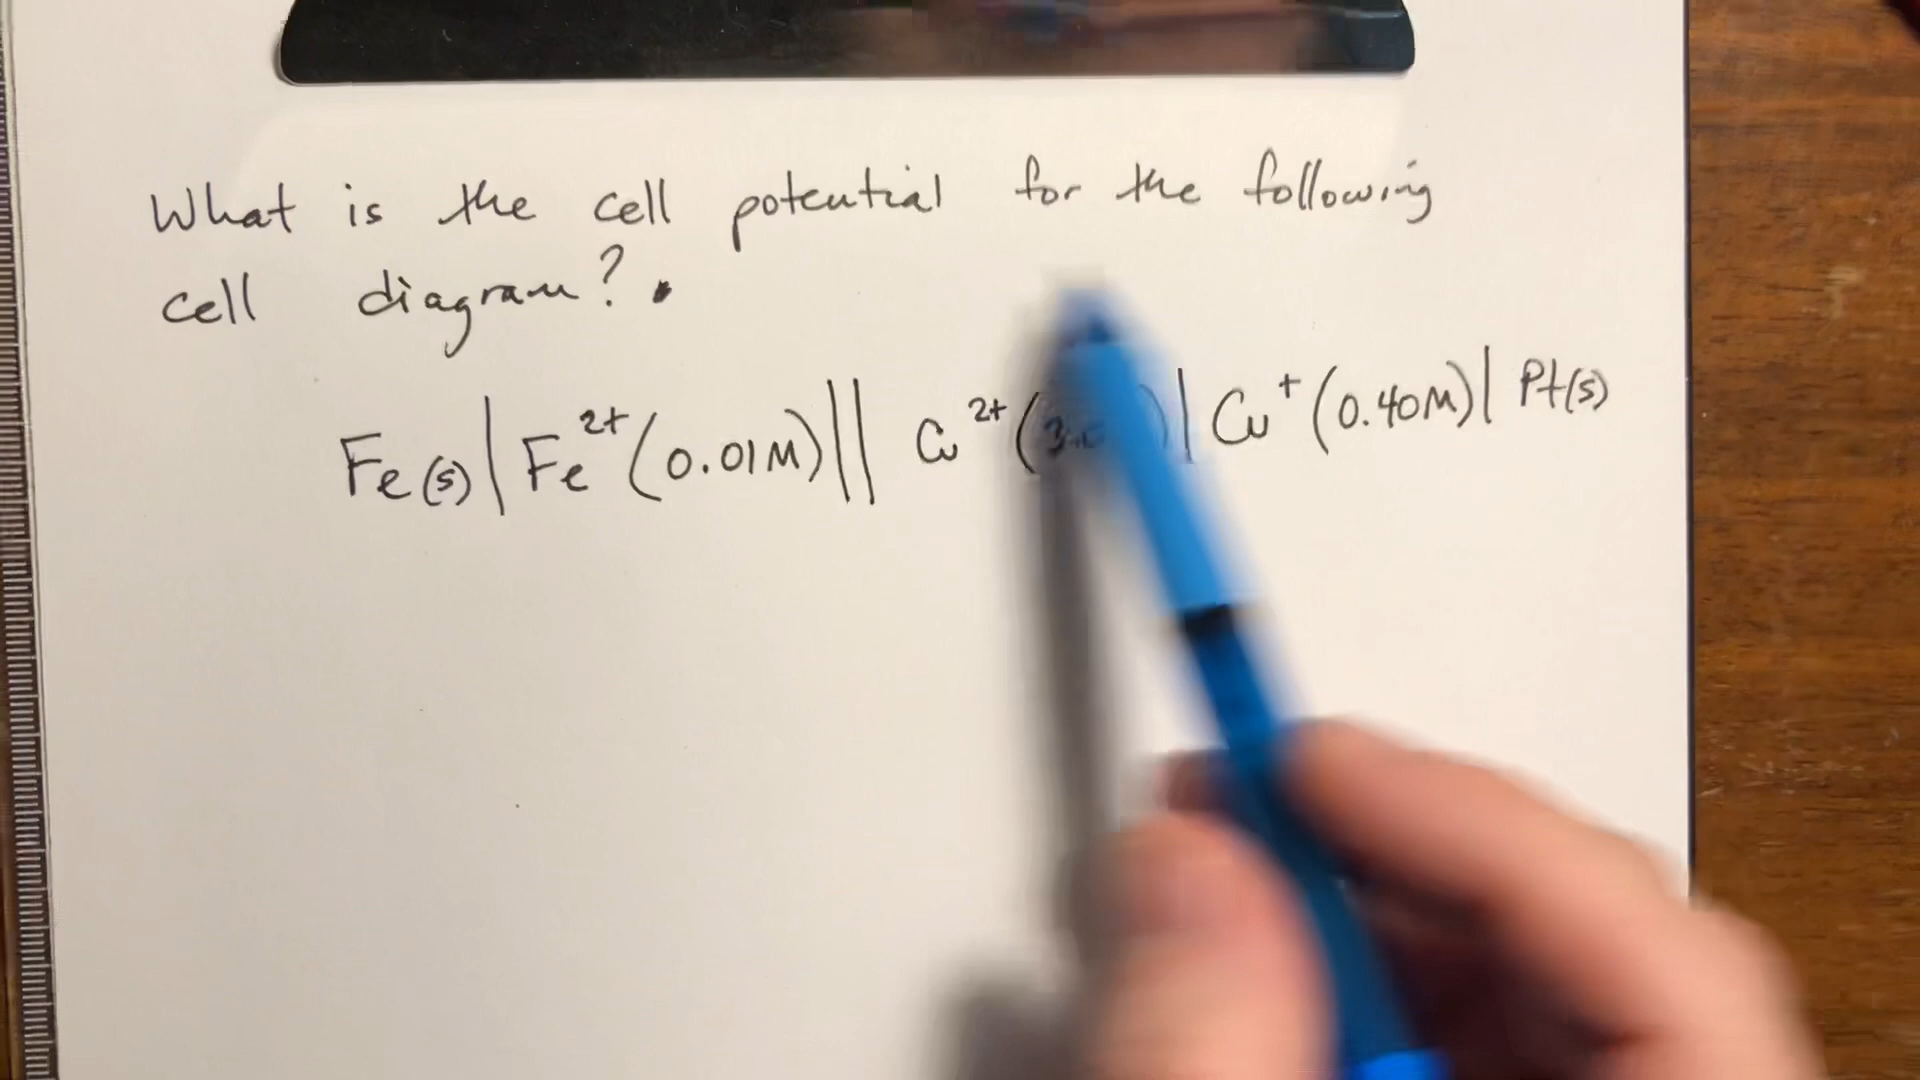 What is the cell potential for the following
cell diagram?
Fe(s) | Fe²⁺ (0.01M) || Cu²⁺ ( ) | Cu⁺ (0.40M) | Pt(s)